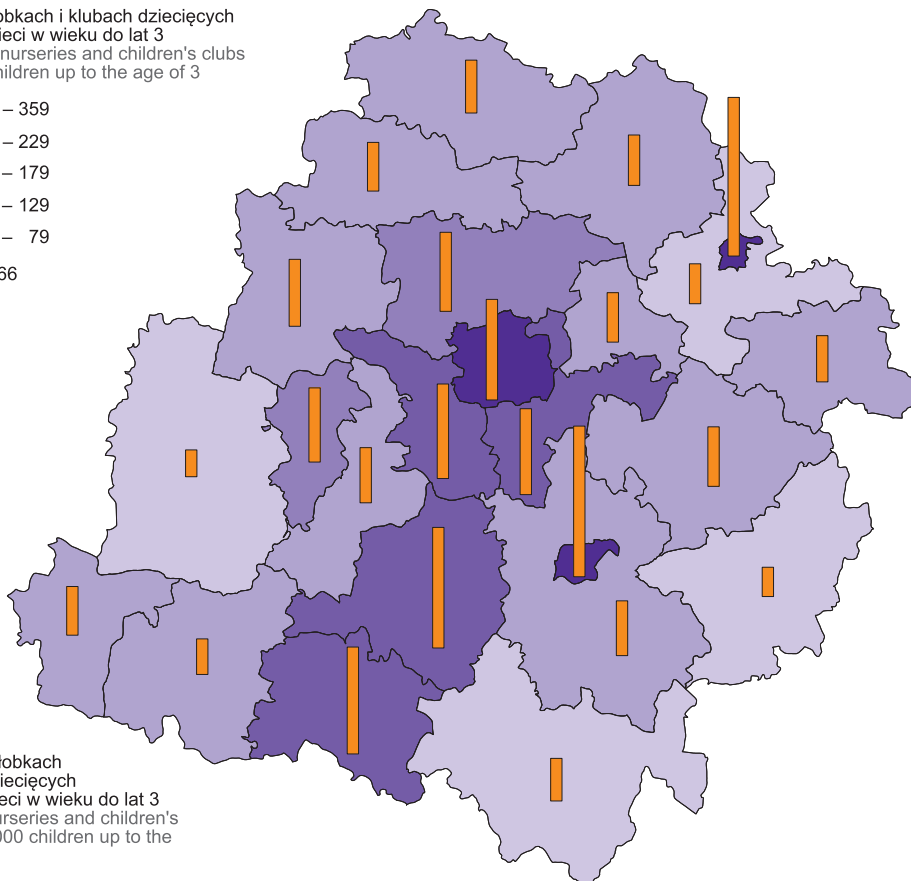 obkach i klubach dziecięcych
ieci w wieku do lat 3
nurseries and children's clubs
hildren up to the age of 3
– 359
– 229
– 179
– 129
– 79
66
łobkach
ziecięcych
ieci w wieku do lat 3
urseries and children's
000 children up to the